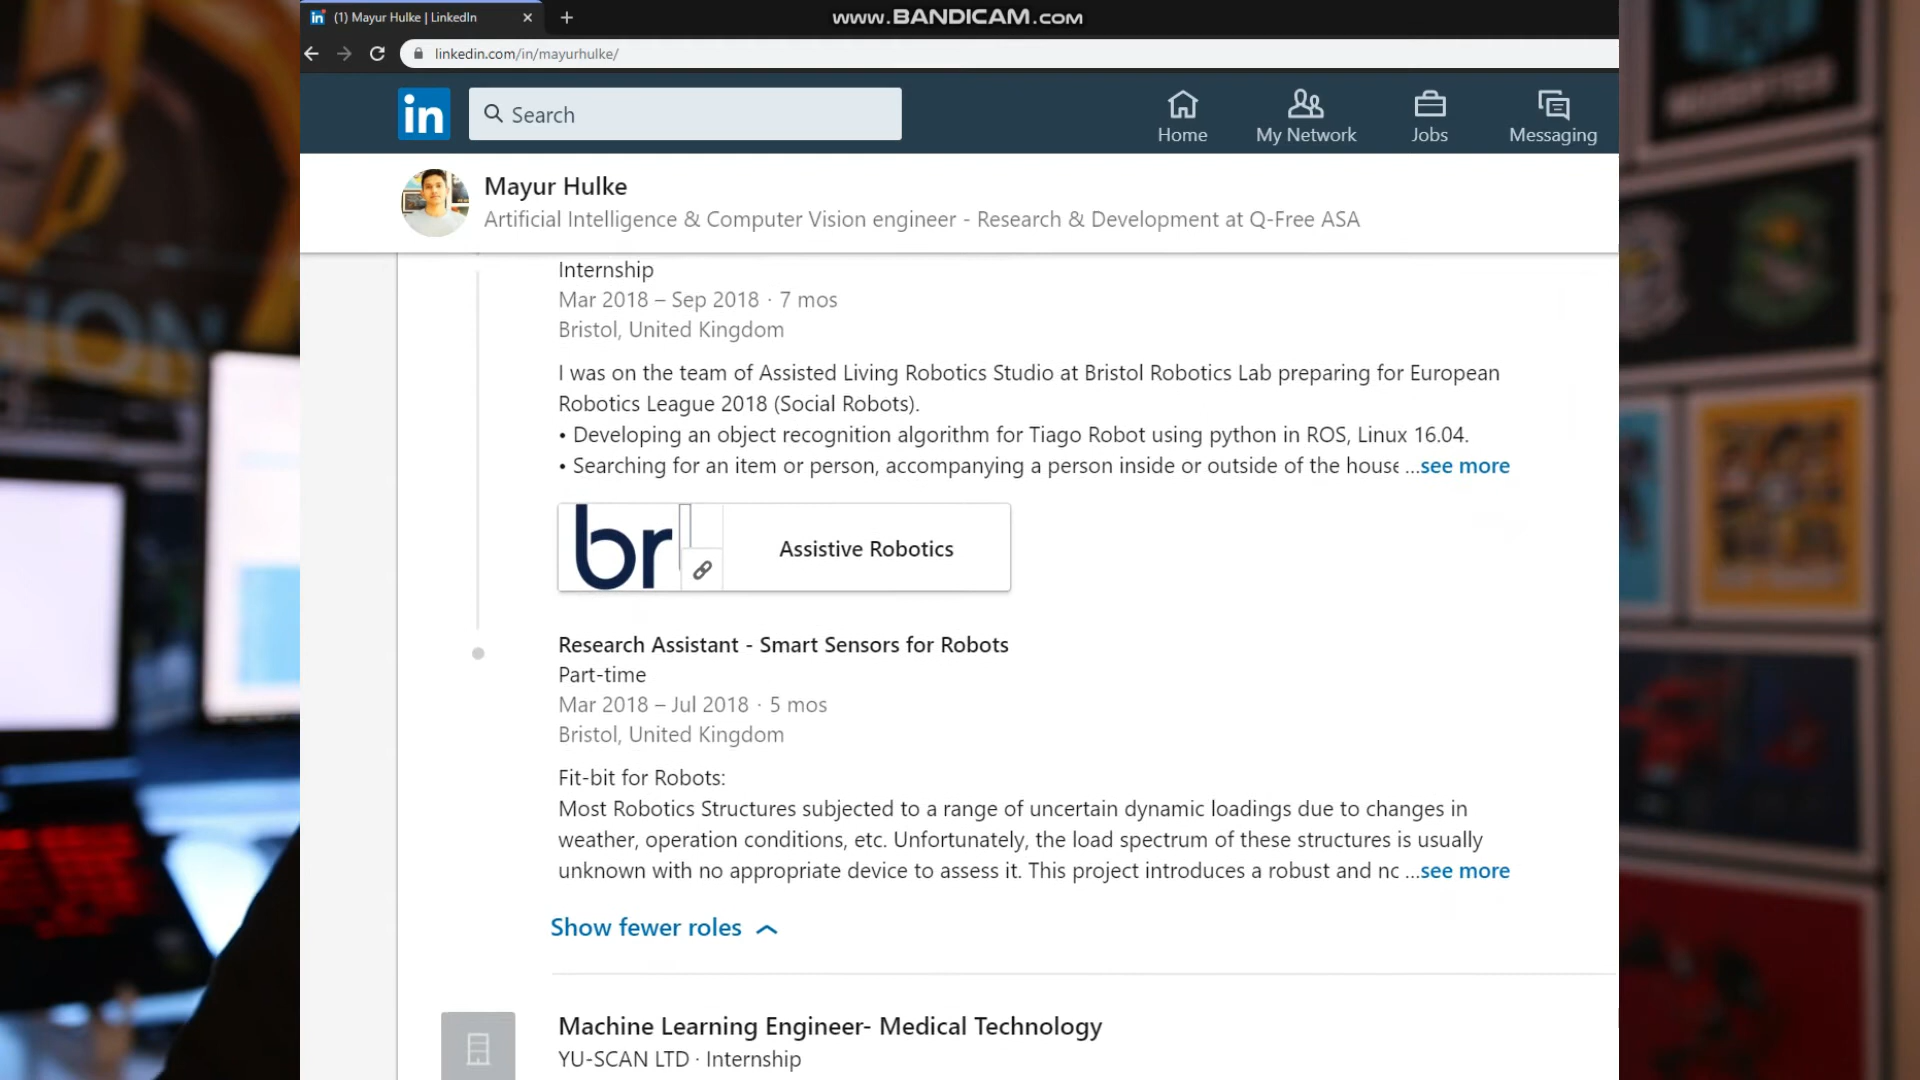 (1) Mayur Hulke | LinkedIn
www.BANDICAM.com
linkedin.com/in/mayurhulke/
in
Search
Home
My Network
Jobs
Messaging
Mayur Hulke
Artificial Intelligence & Computer Vision engineer - Research & Development at Q-Free ASA
Internship
Mar 2018 – Sep 2018 · 7 mos
Bristol, United Kingdom
I was on the team of Assisted Living Robotics Studio at Bristol Robotics Lab preparing for European
Robotics League 2018 (Social Robots).
• Developing an object recognition algorithm for Tiago Robot using python in ROS, Linux 16.04.
• Searching for an item or person, accompanying a person inside or outside of the house ...see more
br
Assistive Robotics
Research Assistant - Smart Sensors for Robots
Part-time
Mar 2018 – Jul 2018 · 5 mos
Bristol, United Kingdom
Fit-bit for Robots:
Most Robotics Structures subjected to a range of uncertain dynamic loadings due to changes in
weather, operation conditions, etc. Unfortunately, the load spectrum of these structures is usually
unknown with no appropriate device to assess it. This project introduces a robust and nc ...see more
Show fewer roles
Machine Learning Engineer- Medical Technology
YU-SCAN LTD · Internship